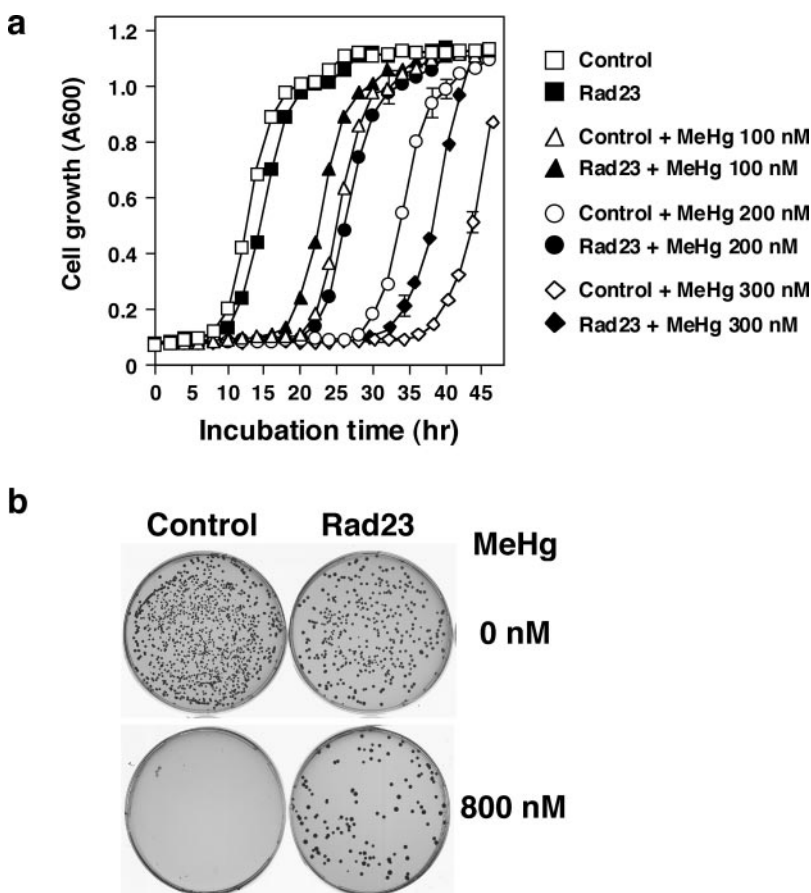 a
1.2
1.0
0.8
0.6
0.4
0.2
0
Cell growth (A600)
0 5 10 15 20 25 30 35 40 45
Incubation time (hr)
Control
Rad23
Control + MeHg 100 nM
Rad23 + MeHg 100 nM
Control + MeHg 200 nM
Rad23 + MeHg 200 nM
Control + MeHg 300 nM
Rad23 + MeHg 300 nM
b
Control Rad23 MeHg
0 nM
800 nM